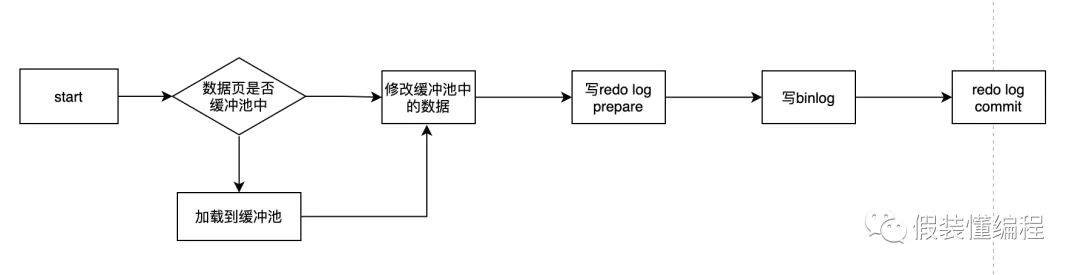 start
数据页是否
缓冲池中
修改缓冲池中
的数据
写redo log
prepare
写binlog
redo log
commit
加载到缓冲池
假装懂编程